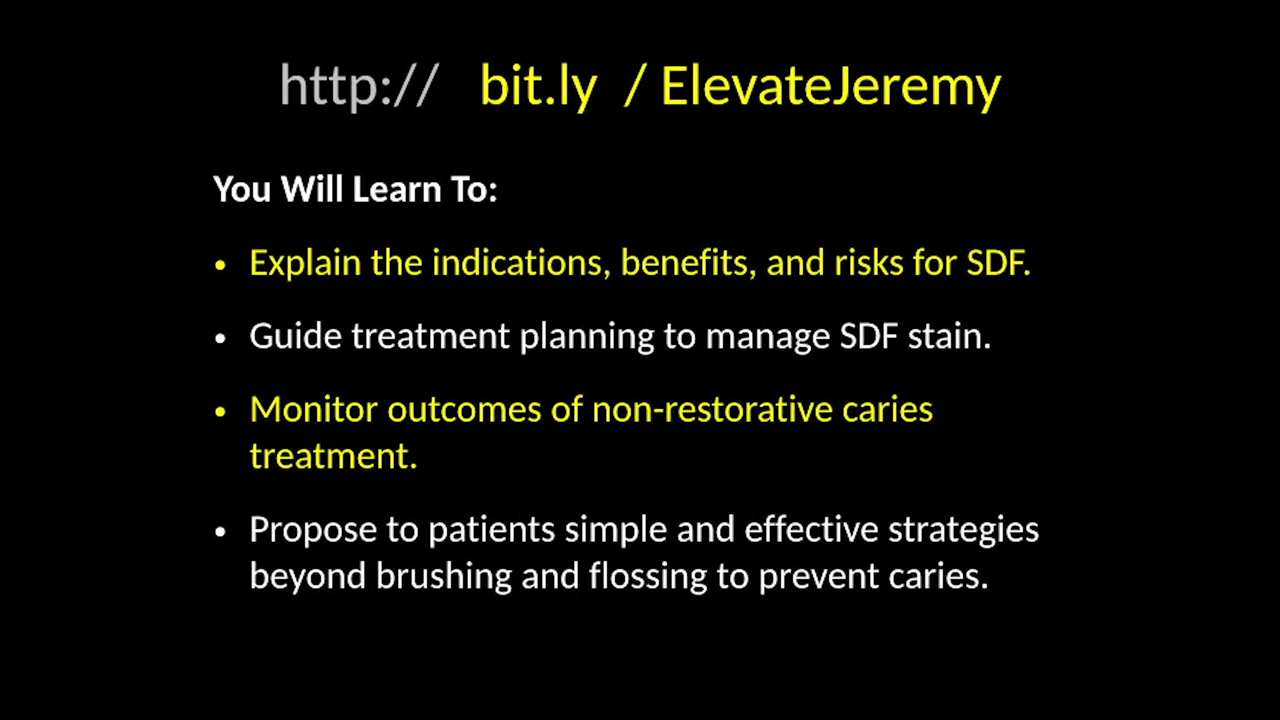 http:// bit.ly / ElevateJeremy
You Will Learn To:
• Explain the indications, benefits, and risks for SDF.
• Guide treatment planning to manage SDF stain.
• Monitor outcomes of non-restorative caries
treatment.
• Propose to patients simple and effective strategies
beyond brushing and flossing to prevent caries.